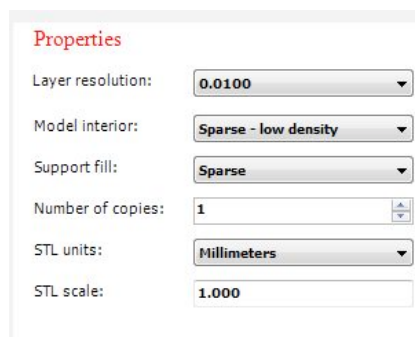 Properties
Layer resolution: 0.0100
Model interior: Sparse - low density
Support fill: Sparse
Number of copies: 1
STL units: Millimeters
STL scale: 1.000